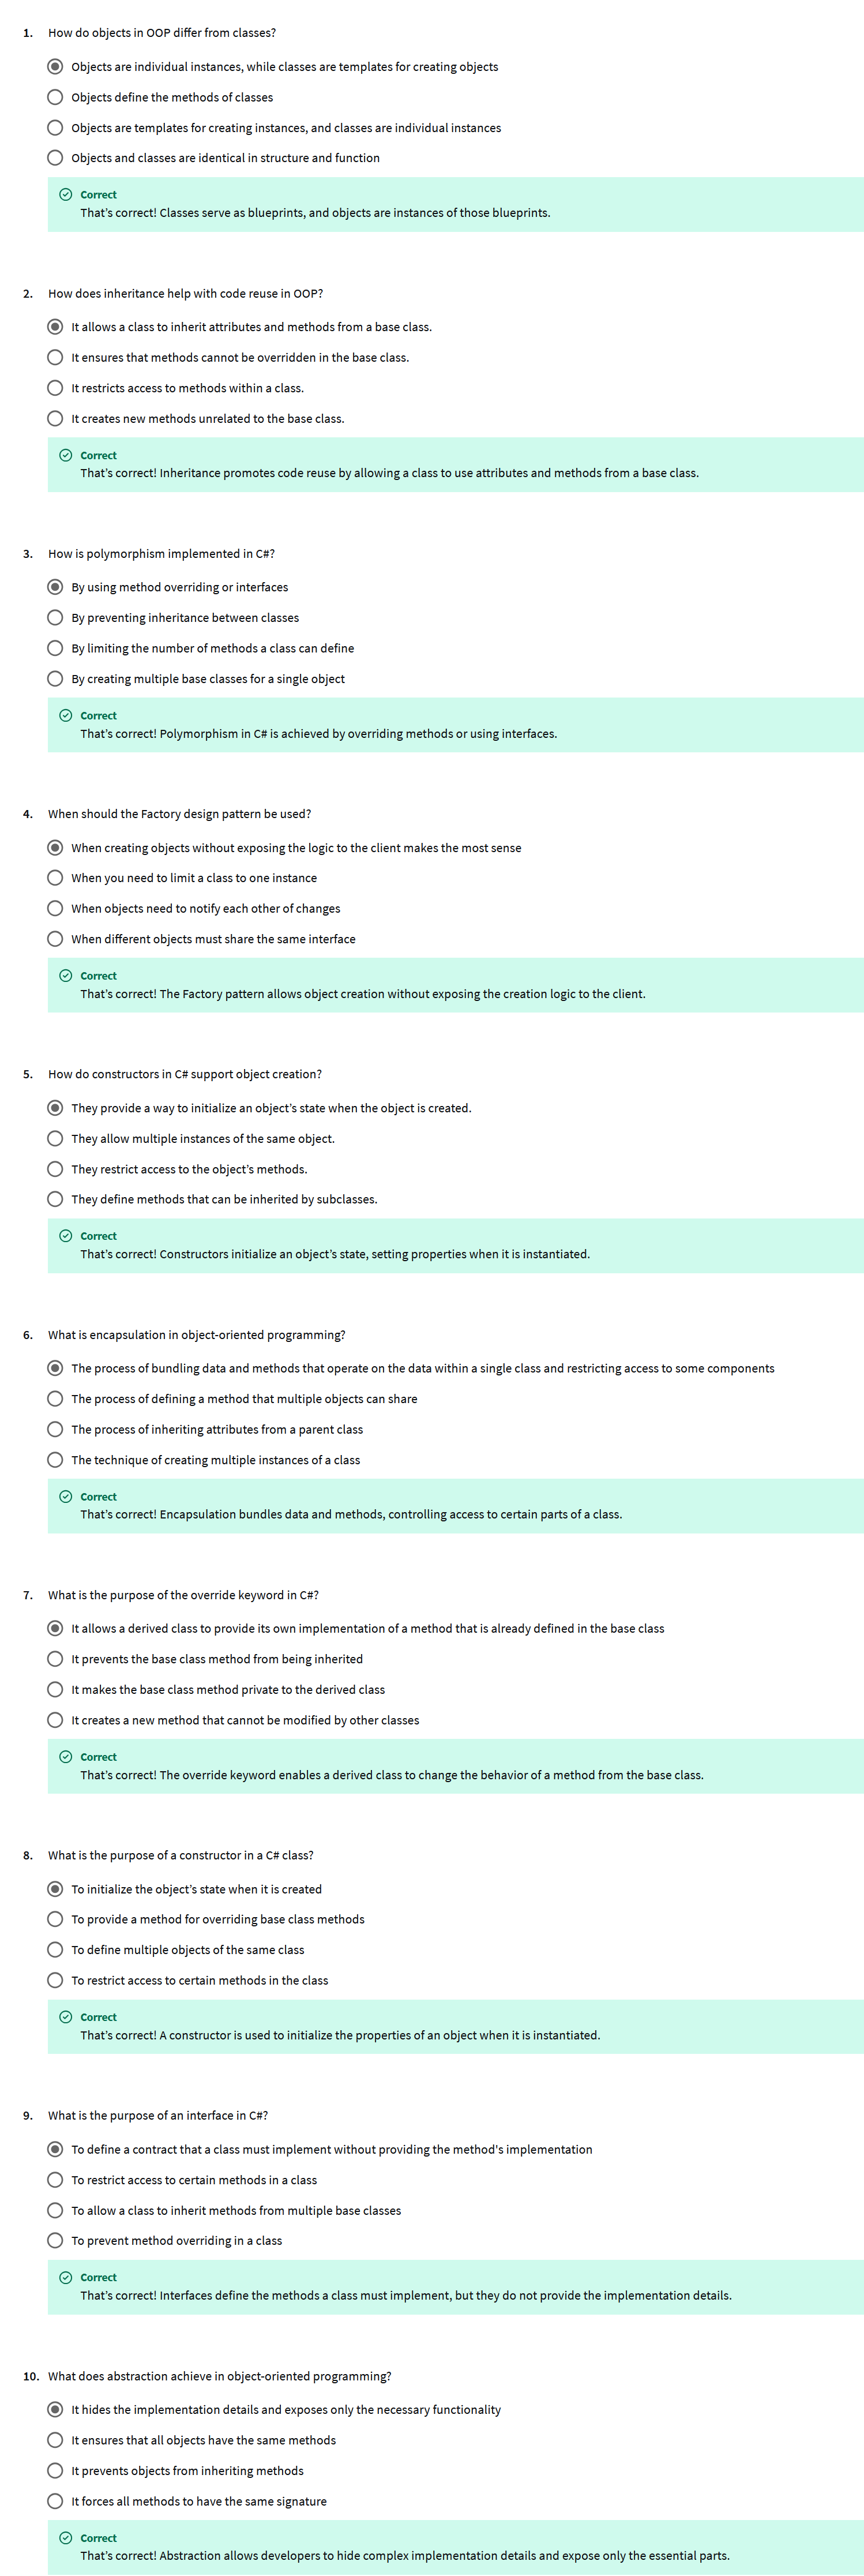 1. How do objects in OOP differ from classes?
Objects are individual instances, while classes are templates for creating objects
Objects define the methods of classes
Objects are templates for creating instances, and classes are individual instances
Objects and classes are identical in structure and function
Correct
That’s correct! Classes serve as blueprints, and objects are instances of those blueprints.
2. How does inheritance help with code reuse in OOP?
It allows a class to inherit attributes and methods from a base class.
It ensures that methods cannot be overridden in the base class.
It restricts access to methods within a class.
It creates new methods unrelated to the base class.
Correct
That’s correct! Inheritance promotes code reuse by allowing a class to use attributes and methods from a base class.
3. How is polymorphism implemented in C#?
By using method overriding or interfaces
By preventing inheritance between classes
By limiting the number of methods a class can define
By creating multiple base classes for a single object
Correct
That’s correct! Polymorphism in C# is achieved by overriding methods or using interfaces.
4. When should the Factory design pattern be used?
When creating objects without exposing the logic to the client makes the most sense
When you need to limit a class to one instance
When objects need to notify each other of changes
When different objects must share the same interface
Correct
That’s correct! The Factory pattern allows object creation without exposing the creation logic to the client.
5. How do constructors in C# support object creation?
They provide a way to initialize an object’s state when the object is created.
They allow multiple instances of the same object.
They restrict access to the object’s methods.
They define methods that can be inherited by subclasses.
Correct
That’s correct! Constructors initialize an object’s state, setting properties when it is instantiated.
6. What is encapsulation in object-oriented programming?
The process of bundling data and methods that operate on the data within a single class and restricting access to some components
The process of defining a method that multiple objects can share
The process of inheriting attributes from a parent class
The technique of creating multiple instances of a class
Correct
That’s correct! Encapsulation bundles data and methods, controlling access to certain parts of a class.
7. What is the purpose of the override keyword in C#?
It allows a derived class to provide its own implementation of a method that is already defined in the base class
It prevents the base class method from being inherited
It makes the base class method private to the derived class
It creates a new method that cannot be modified by other classes
Correct
That’s correct! The override keyword enables a derived class to change the behavior of a method from the base class.
8. What is the purpose of a constructor in a C# class?
To initialize the object’s state when it is created
To provide a method for overriding base class methods
To define multiple objects of the same class
To restrict access to certain methods in the class
Correct
That’s correct! A constructor is used to initialize the properties of an object when it is instantiated.
9. What is the purpose of an interface in C#?
To define a contract that a class must implement without providing the method's implementation
To restrict access to certain methods in a class
To allow a class to inherit methods from multiple base classes
To prevent method overriding in a class
Correct
That’s correct! Interfaces define the methods a class must implement, but they do not provide the implementation details.
10. What does abstraction achieve in object-oriented programming?
It hides the implementation details and exposes only the necessary functionality
It ensures that all objects have the same methods
It prevents objects from inheriting methods
It forces all methods to have the same signature
Correct
That’s correct! Abstraction allows developers to hide complex implementation details and expose only the essential parts.